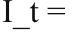 I_t =